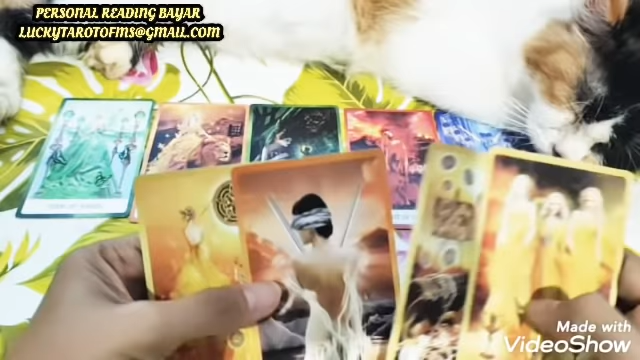 PERSONAL READING BAYAR
LUCKYTAROTOFMS@GMAIL.COM
Made with
VideoShow